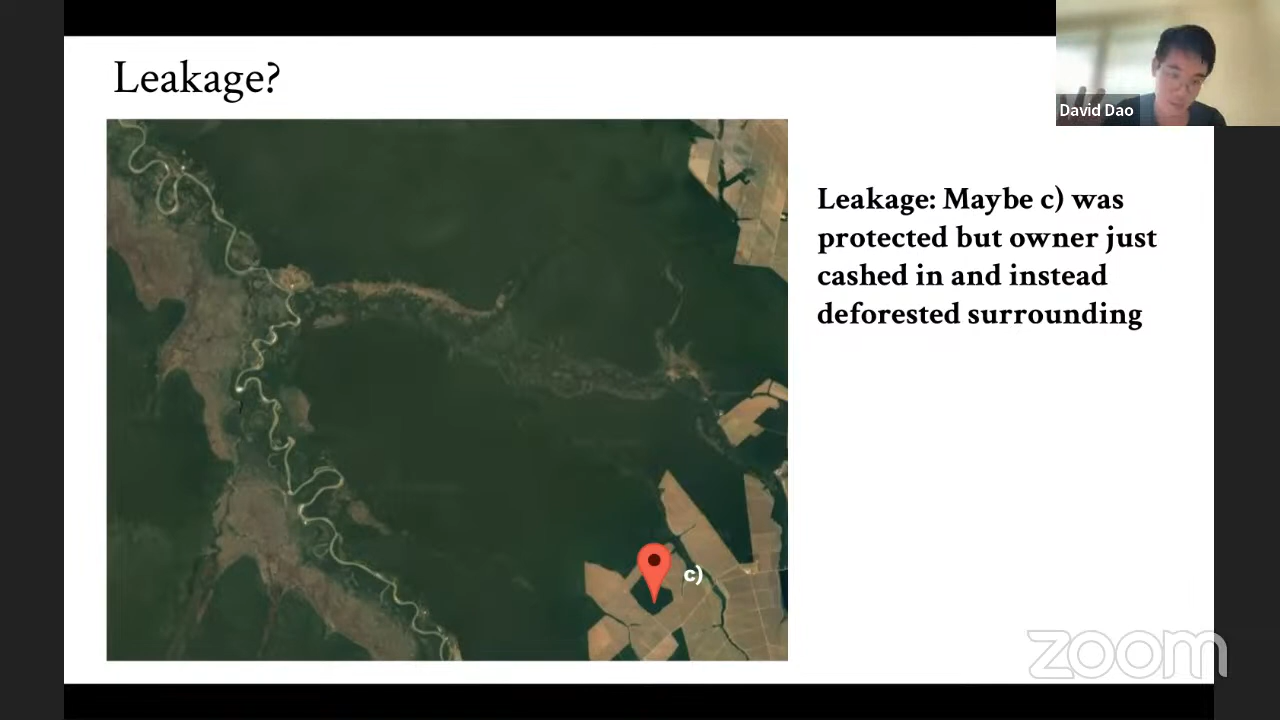 Leakage?
David Dao
Leakage: Maybe c) was
protected but owner just
cashed in and instead
deforested surrounding
c)
zoom